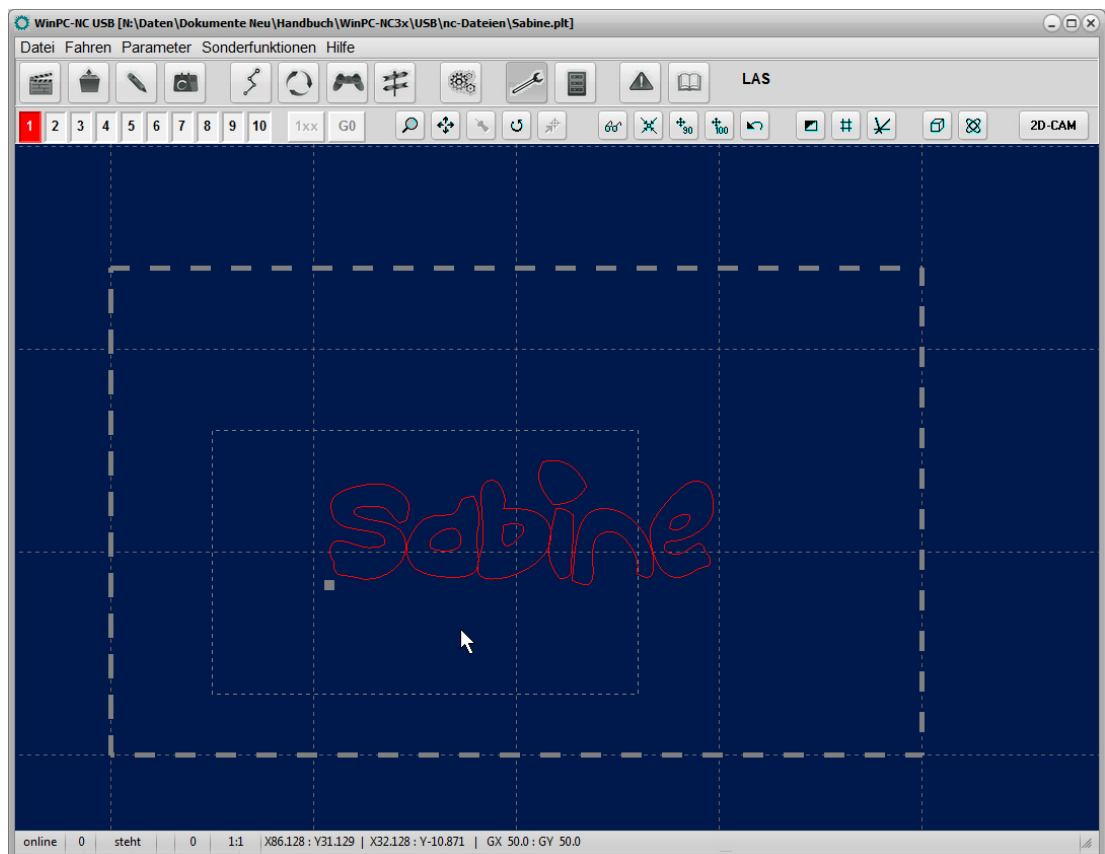 WinPC-NC USB [N:\Daten\Dokumente Neu\Handbuch\WinPC-NC3x\USB\nc-Dateien\Sabine.plt]
Datei Fahren Parameter Sonderfunktionen Hilfe
LAS
1 2 3 4 5 6 7 8 9 10 1xx G0 90 100 2D-CAM
Sabine
online 0 steht 0 1:1 X86.128 : Y31.129 | X32.128 : Y-10.871 | GX 50.0 : GY 50.0